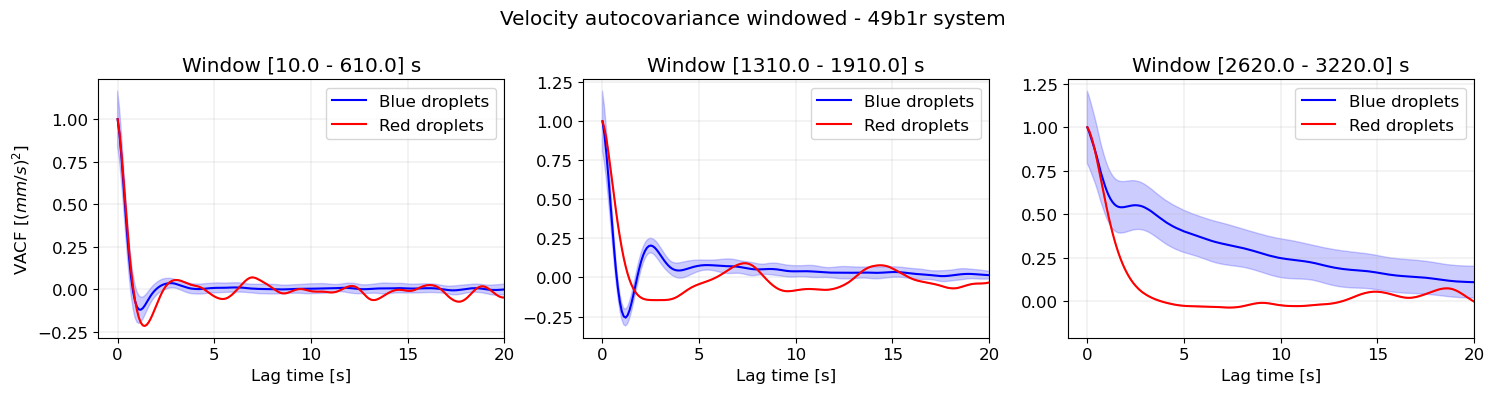 Velocity autocovariance windowed - 49b1r system
Window [10.0 - 610.0] s
Blue droplets
Red droplets
VACF [(mm/s)²]
1.00
0.75
0.50
0.25
0.00
−0.25
0 5 10 15 20
Lag time [s]
Window [1310.0 - 1910.0] s
Blue droplets
Red droplets
1.25
1.00
0.75
0.50
0.25
0.00
−0.25
0 5 10 15 20
Lag time [s]
Window [2620.0 - 3220.0] s
Blue droplets
Red droplets
1.25
1.00
0.75
0.50
0.25
0.00
0 5 10 15 20
Lag time [s]